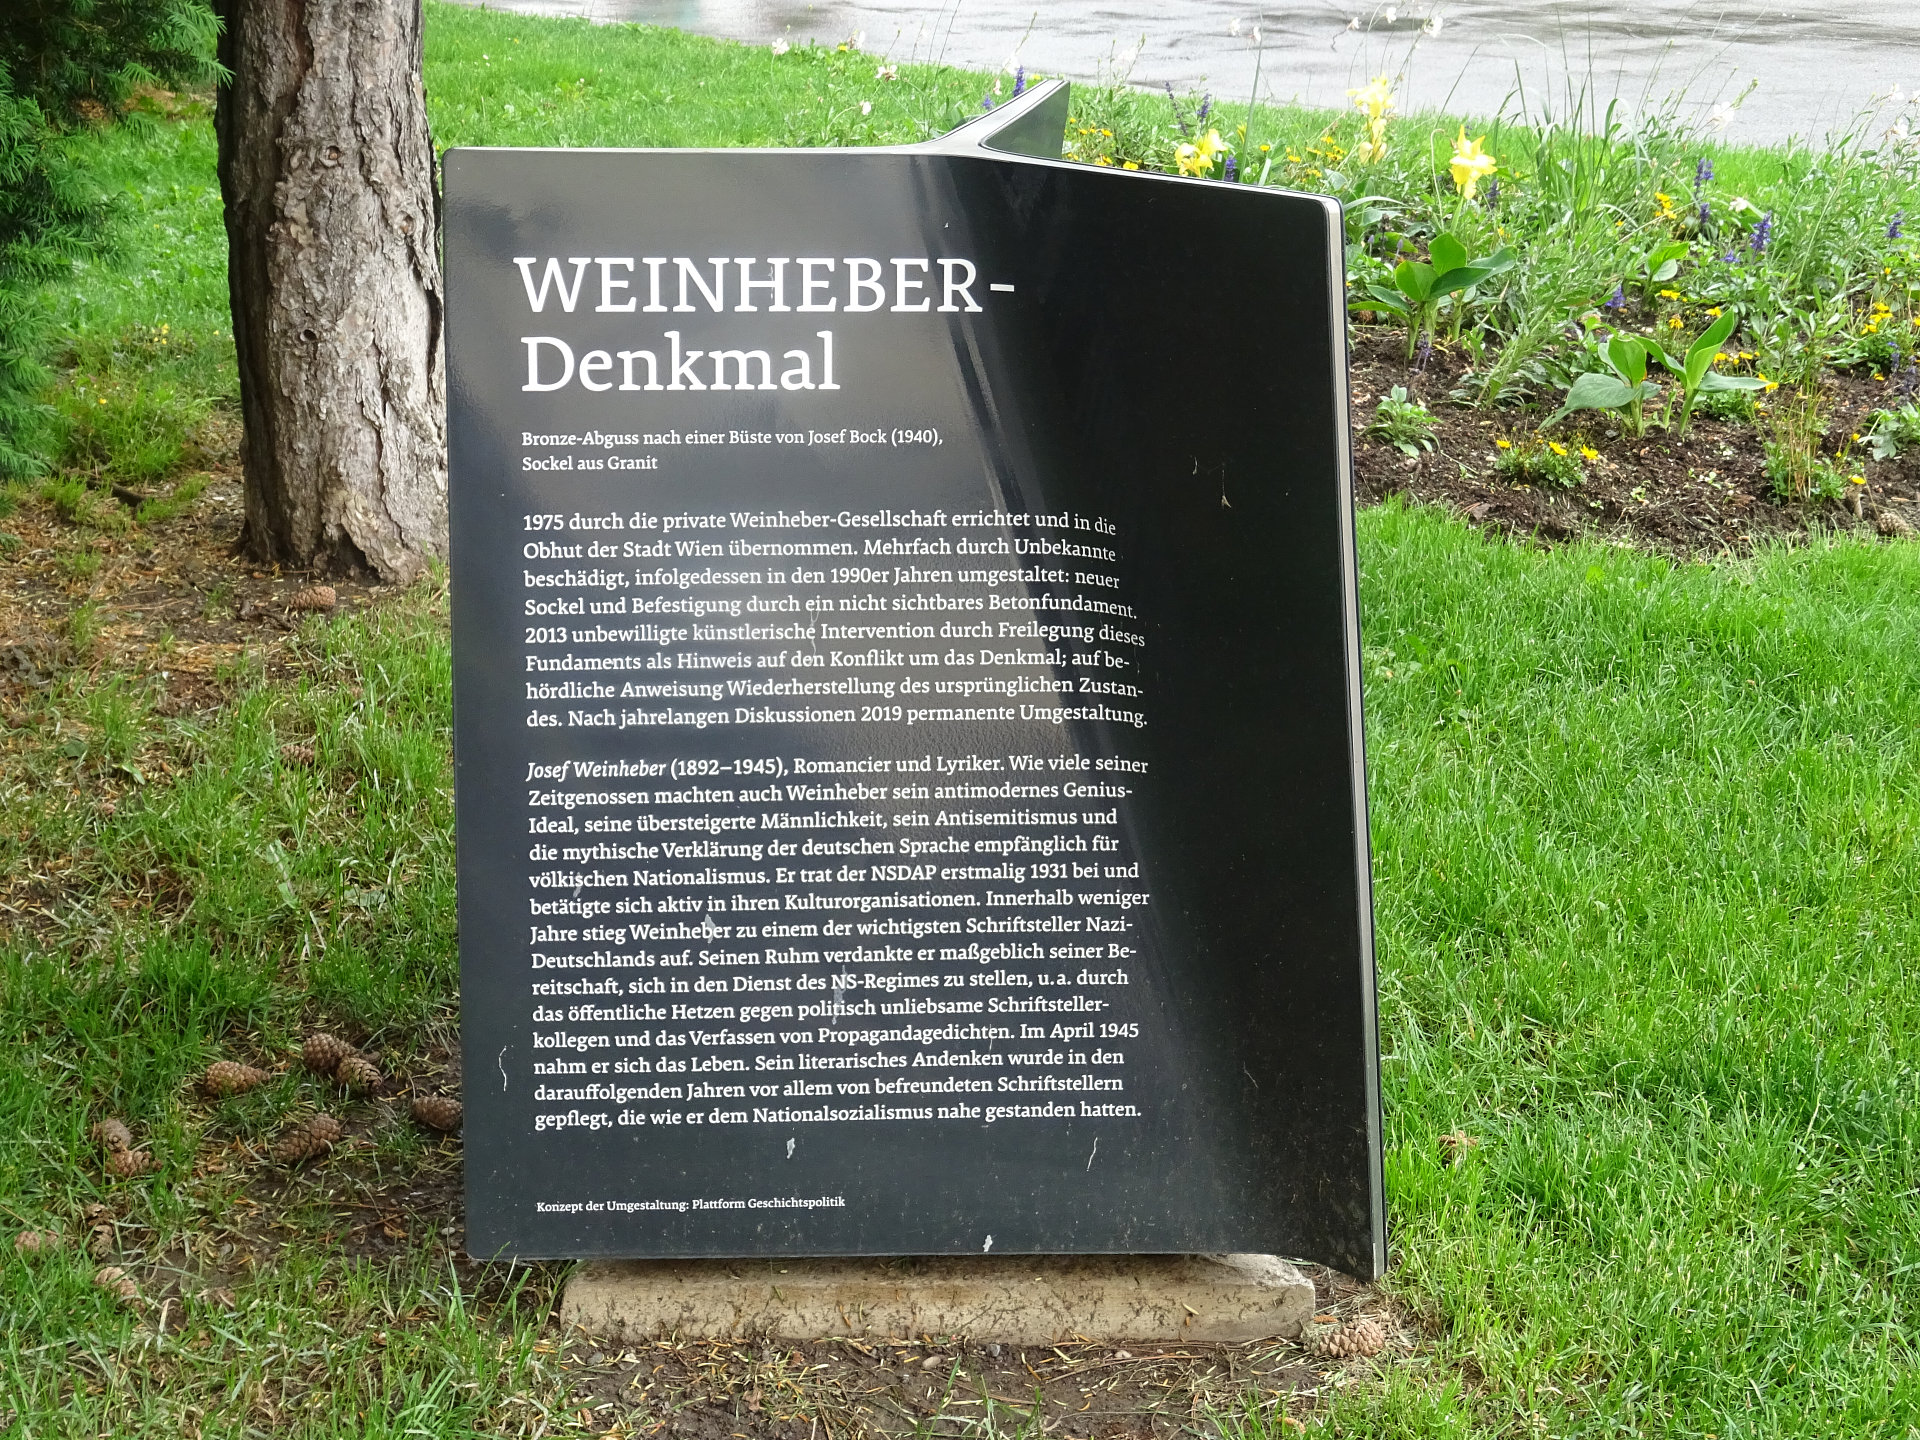 WEINHEBER-
Denkmal
Bronze-Abguss nach einer Büste von Josef Bock (1940),
Sockel aus Granit
1975 durch die private Weinheber-Gesellschaft errichtet und in die
Obhut der Stadt Wien übernommen. Mehrfach durch Unbekannte
beschädigt, infolgedessen in den 1990er Jahren umgestaltet: neuer
Sockel und Befestigung durch ein nicht sichtbares Betonfundament.
2013 unbewilligte künstlerische Intervention durch Freilegung dieses
Fundaments als Hinweis auf den Konflikt um das Denkmal; auf be-
hördliche Anweisung Wiederherstellung des ursprünglichen Zustan-
des. Nach jahrelangen Diskussionen 2019 permanente Umgestaltung.
Josef Weinheber (1892–1945), Romancier und Lyriker. Wie viele seiner
Zeitgenossen machten auch Weinheber sein antimodernes Genius-
Ideal, seine übersteigerte Männlichkeit, sein Antisemitismus und
die mythische Verklärung der deutschen Sprache empfänglich für
völkischen Nationalismus. Er trat der NSDAP erstmalig 1931 bei und
betätigte sich aktiv in ihren Kulturorganisationen. Innerhalb weniger
Jahre stieg Weinheber zu einem der wichtigsten Schriftsteller Nazi-
Deutschlands auf. Seinen Ruhm verdankte er maßgeblich seiner Be-
reitschaft, sich in den Dienst des NS-Regimes zu stellen, u. a. durch
das öffentliche Hetzen gegen politisch unliebsame Schriftsteller-
kollegen und das Verfassen von Propagandagedichten. Im April 1945
nahm er sich das Leben. Sein literarisches Andenken wurde in den
darauffolgenden Jahren vor allem von befreundeten Schriftstellern
gepflegt, die wie er dem Nationalsozialismus nahe gestanden hatten.
Konzept der Umgestaltung: Plattform Geschichtspolitik